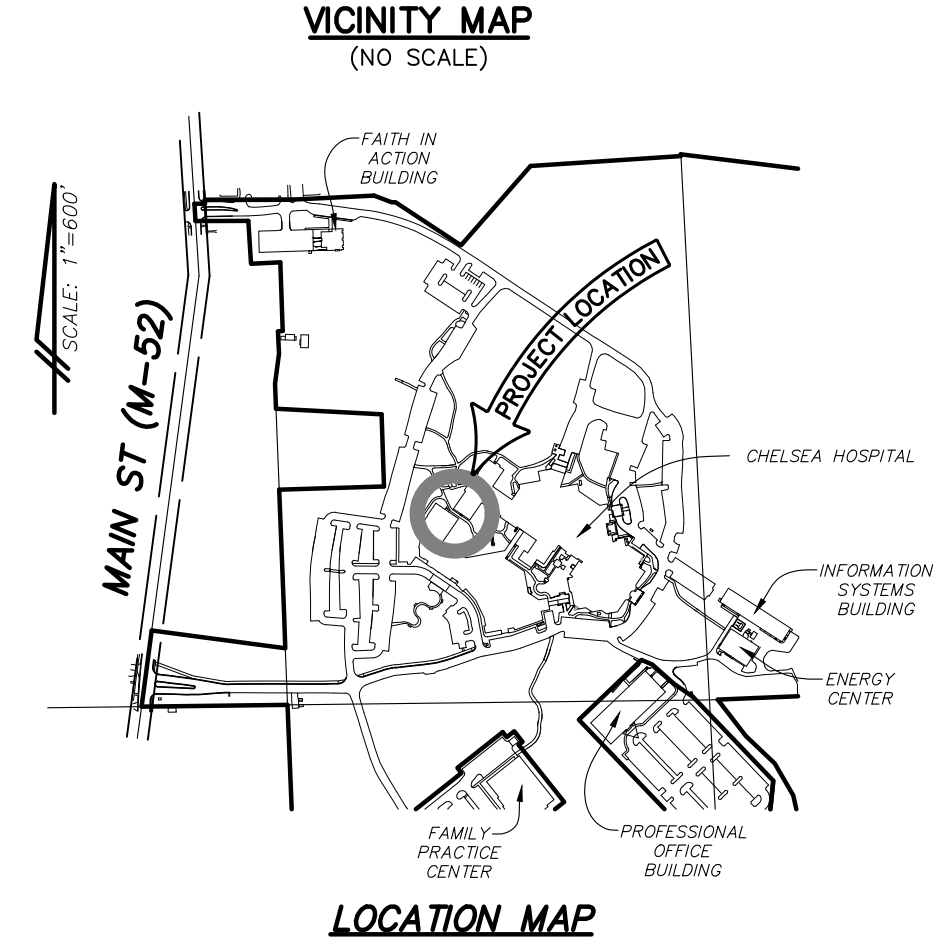 VICINITY MAP
(NO SCALE)
FAITH IN
ACTION
BUILDING
SCALE: 1"=600'
MAIN ST (M-52)
PROJECT LOCATION
CHELSEA HOSPITAL
INFORMATION
SYSTEMS
BUILDING
ENERGY
CENTER
FAMILY
PRACTICE
CENTER
PROFESSIONAL
OFFICE
BUILDING
LOCATION MAP